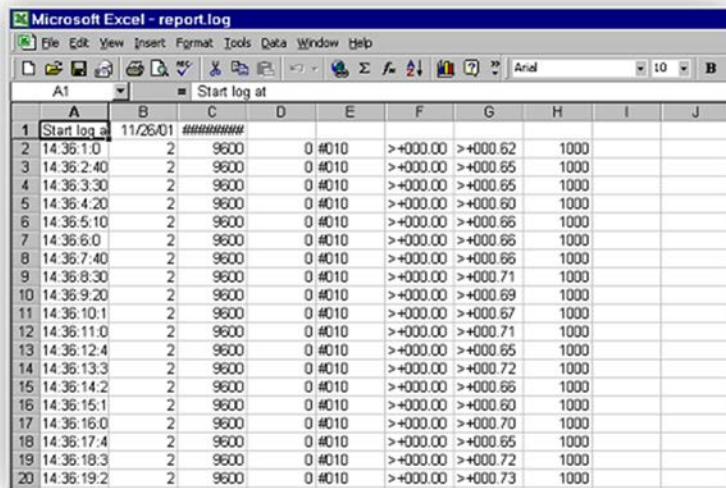 Microsoft Excel - report.log
File Edit View Insert Format Tools Data Window Help
Arial 10 B
A1 = Start log at
A B C D E F G H I J
1 Start log a 11/26/01 ########
2 14:36:1:0 2 9600 0 #010 >+000.00 >+000.62 1000
3 14:36:2:40 2 9600 0 #010 >+000.00 >+000.65 1000
4 14:36:3:30 2 9600 0 #010 >+000.00 >+000.65 1000
5 14:36:4:20 2 9600 0 #010 >+000.00 >+000.60 1000
6 14:36:5:10 2 9600 0 #010 >+000.00 >+000.66 1000
7 14:36:6:0 2 9600 0 #010 >+000.00 >+000.66 1000
8 14:36:7:40 2 9600 0 #010 >+000.00 >+000.66 1000
9 14:36:8:30 2 9600 0 #010 >+000.00 >+000.71 1000
10 14:36:9:20 2 9600 0 #010 >+000.00 >+000.69 1000
11 14:36:10:1 2 9600 0 #010 >+000.00 >+000.67 1000
12 14:36:11:0 2 9600 0 #010 >+000.00 >+000.71 1000
13 14:36:12:4 2 9600 0 #010 >+000.00 >+000.65 1000
14 14:36:13:3 2 9600 0 #010 >+000.00 >+000.72 1000
15 14:36:14:2 2 9600 0 #010 >+000.00 >+000.66 1000
16 14:36:15:1 2 9600 0 #010 >+000.00 >+000.60 1000
17 14:36:16:0 2 9600 0 #010 >+000.00 >+000.70 1000
18 14:36:17:4 2 9600 0 #010 >+000.00 >+000.65 1000
19 14:36:18:3 2 9600 0 #010 >+000.00 >+000.72 1000
20 14:36:19:2 2 9600 0 #010 >+000.00 >+000.73 1000